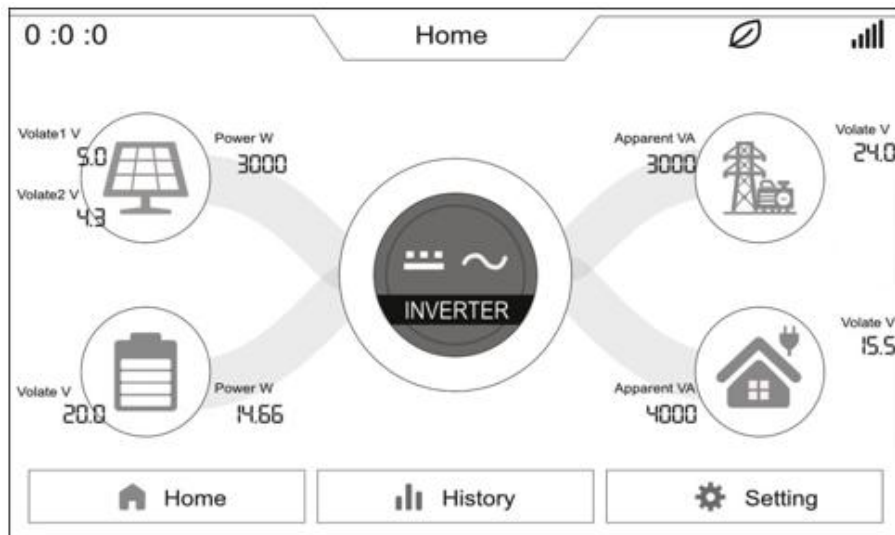 0 :0 :0
Home
Volate1 V
5.0
Power W
3000
Volate2 V
4.3
Apparent VA
3000
Volate V
24.0
INVERTER
Volate V
20.0
Power W
14.66
Apparent VA
4000
Volate V
15.5
Home
History
Setting